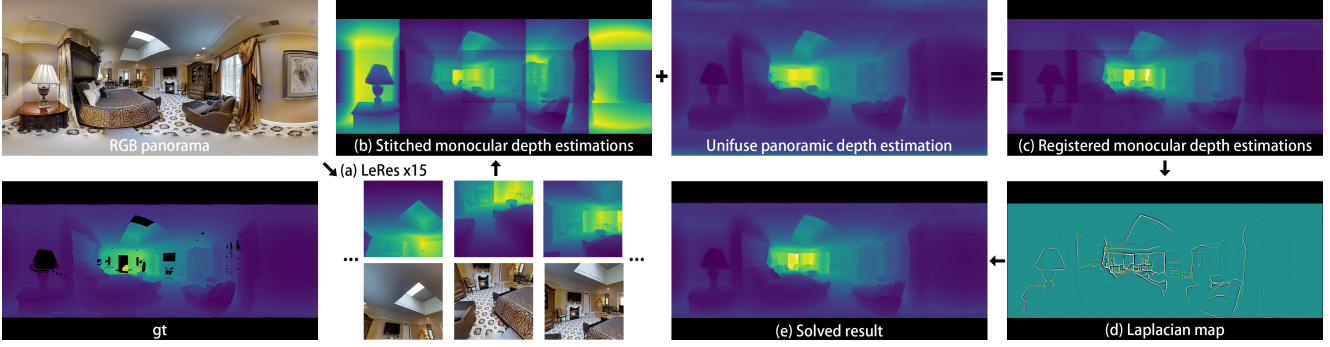 RGB panorama
(b) Stitched monocular depth estimations
+
Unifuse panoramic depth estimation
=
(c) Registered monocular depth estimations
(a) LeRes x15
...
...
gt
(e) Solved result
(d) Laplacian map